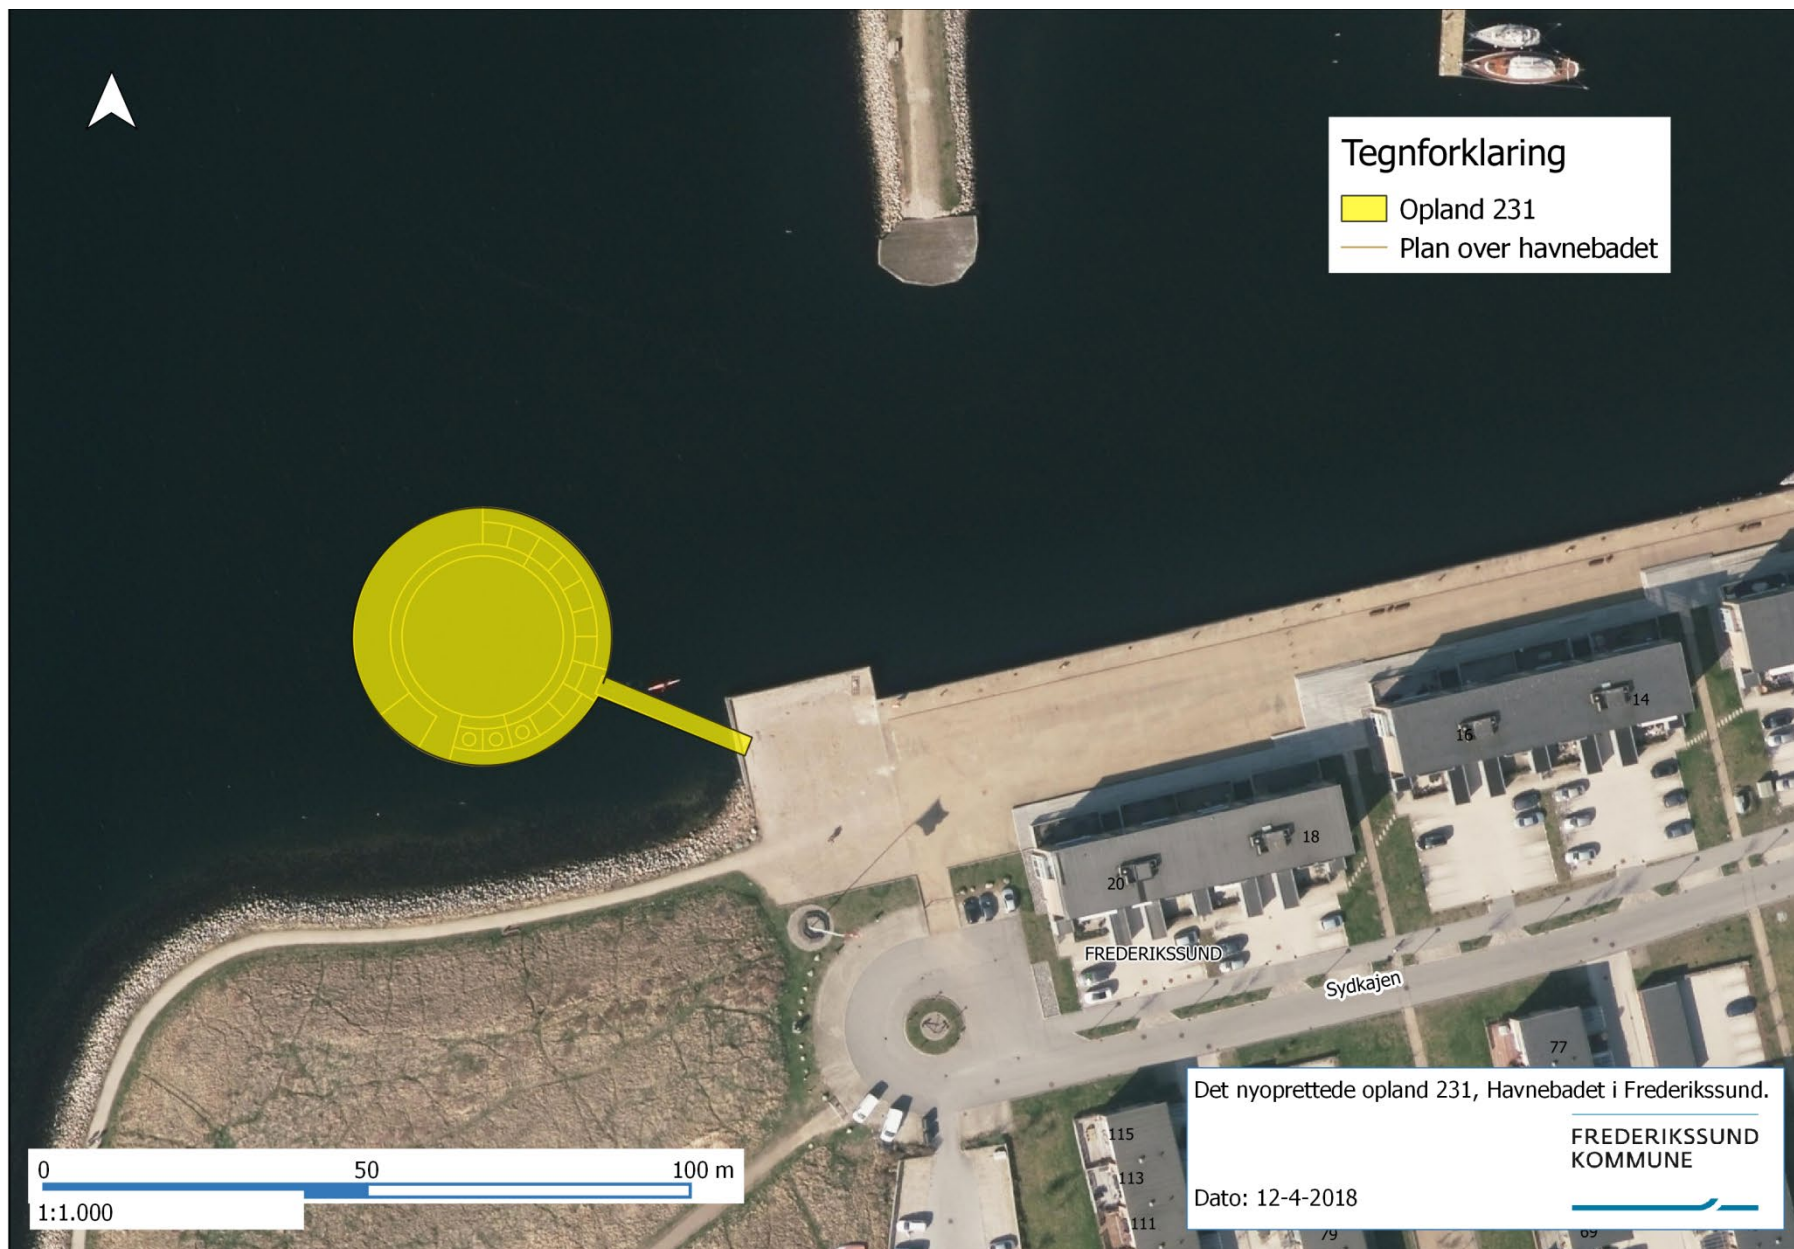 Tegnforklaring
Opland 231
Plan over havnebadet
14
16
18
20
FREDERIKSSUND
Sydkajen
77
115
113
111
79
69
Det nyoprettede opland 231, Havnebadet i Frederikssund.
FREDERIKSSUND
KOMMUNE
Dato: 12-4-2018
0 50 100 m
1:1.000